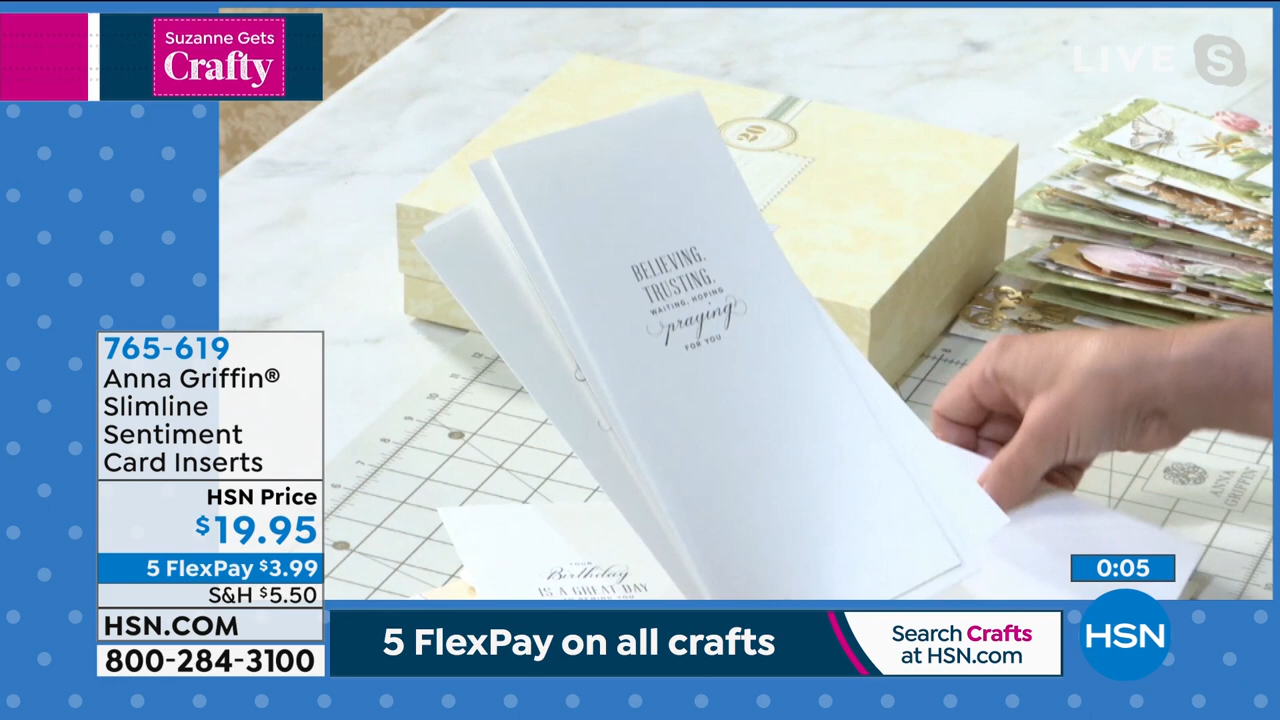 Suzanne Gets
Crafty
LIVE S
20
BELIEVING.
TRUSTING.
WAITING, HOPING
praying
FOR YOU
765-619
Anna Griffin®
Slimline
Sentiment
Card Inserts
HSN Price
$19.95
5 FlexPay $3.99
S&H $5.50
HSN.COM
800-284-3100
ANNA
GRIFFIN
Birthday
IS A GREAT DAY
0:05
5 FlexPay on all crafts
Search Crafts
at HSN.com
HSN